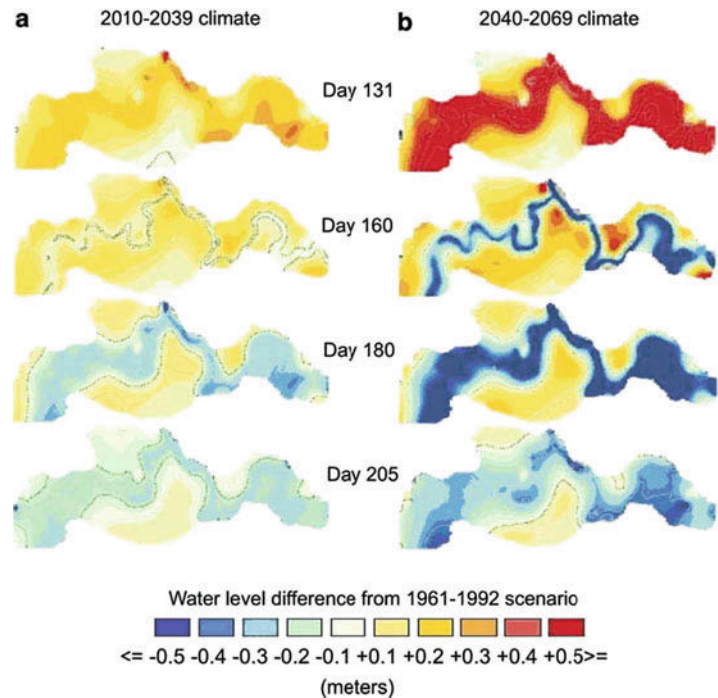 a 2010-2039 climate b 2040-2069 climate
Day 131
Day 160
Day 180
Day 205
Water level difference from 1961-1992 scenario
<= -0.5 -0.4 -0.3 -0.2 -0.1 +0.1 +0.2 +0.3 +0.4 +0.5>=
(meters)